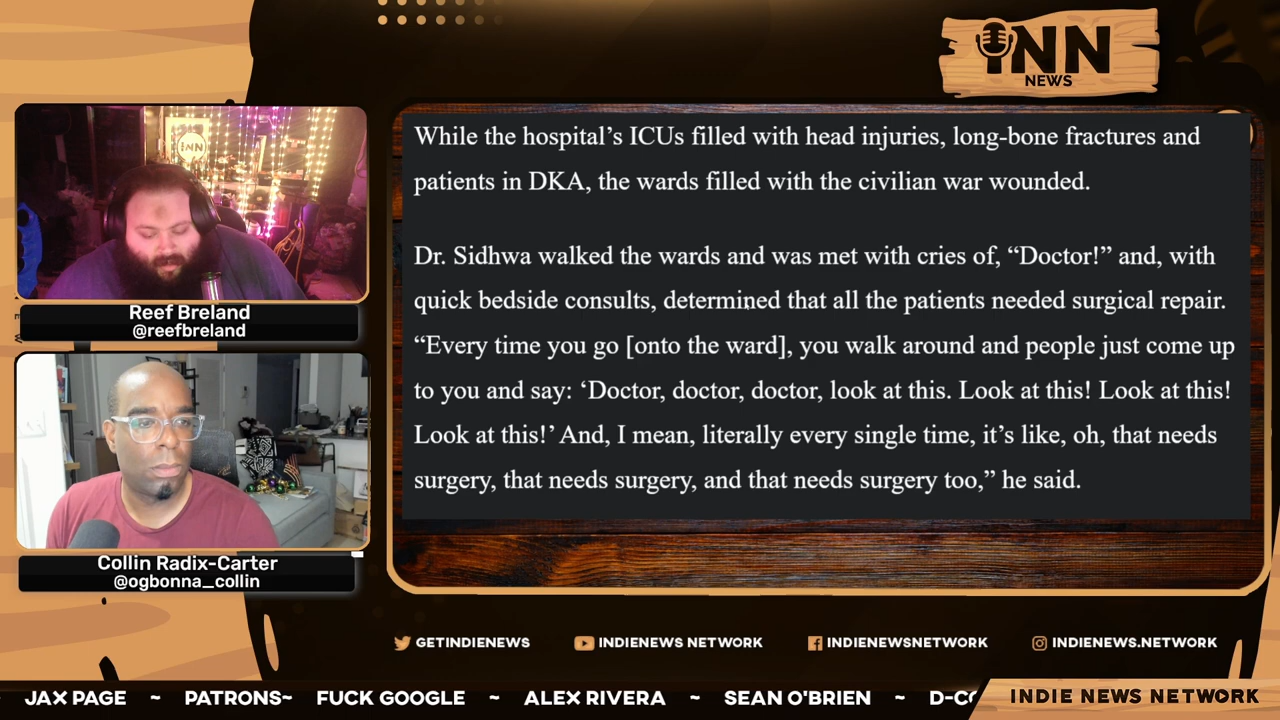 iNN
NEWS
While the hospital’s ICUs filled with head injuries, long-bone fractures and
patients in DKA, the wards filled with the civilian war wounded.
Dr. Sidhwa walked the wards and was met with cries of, “Doctor!” and, with
quick bedside consults, determined that all the patients needed surgical repair.
“Every time you go [onto the ward], you walk around and people just come up
to you and say: ‘Doctor, doctor, doctor, look at this. Look at this! Look at this!
Look at this!’ And, I mean, literally every single time, it’s like, oh, that needs
surgery, that needs surgery, and that needs surgery too,” he said.
iNN
Reef Breland
@reefbreland
Collin Radix-Carter
@ogbonna_collin
GETINDIENEWS
INDIENEWS NETWORK
INDIENEWSNETWORK
INDIENEWS.NETWORK
JAX PAGE ~ PATRONS~ FUCK GOOGLE ~ ALEX RIVERA ~ SEAN O'BRIEN ~
INDIE NEWS NETWORK